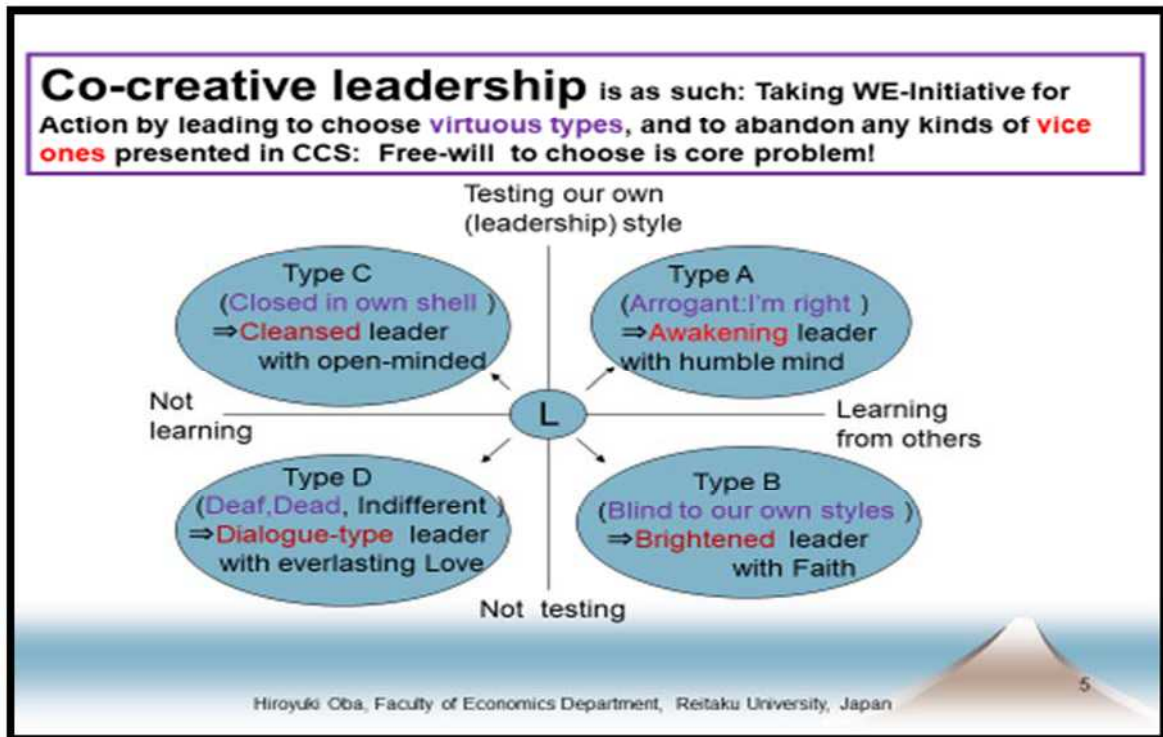 Co-creative leadership is as such: Taking WE-Initiative for
Action by leading to choose virtuous types, and to abandon any kinds of vice
ones presented in CCS: Free-will to choose is core problem!
Testing our own
(leadership) style
Type C
(Closed in own shell )
⇒Cleansed leader
with open-minded
Type A
(Arrogant:I'm right )
⇒Awakening leader
with humble mind
Not
learning
L
Learning
from others
Type D
(Deaf,Dead, Indifferent )
⇒Dialogue-type leader
with everlasting Love
Type B
(Blind to our own styles )
⇒Brightened leader
with Faith
Not testing
5
Hiroyuki Oba, Faculty of Economics Department, Reitaku University, Japan